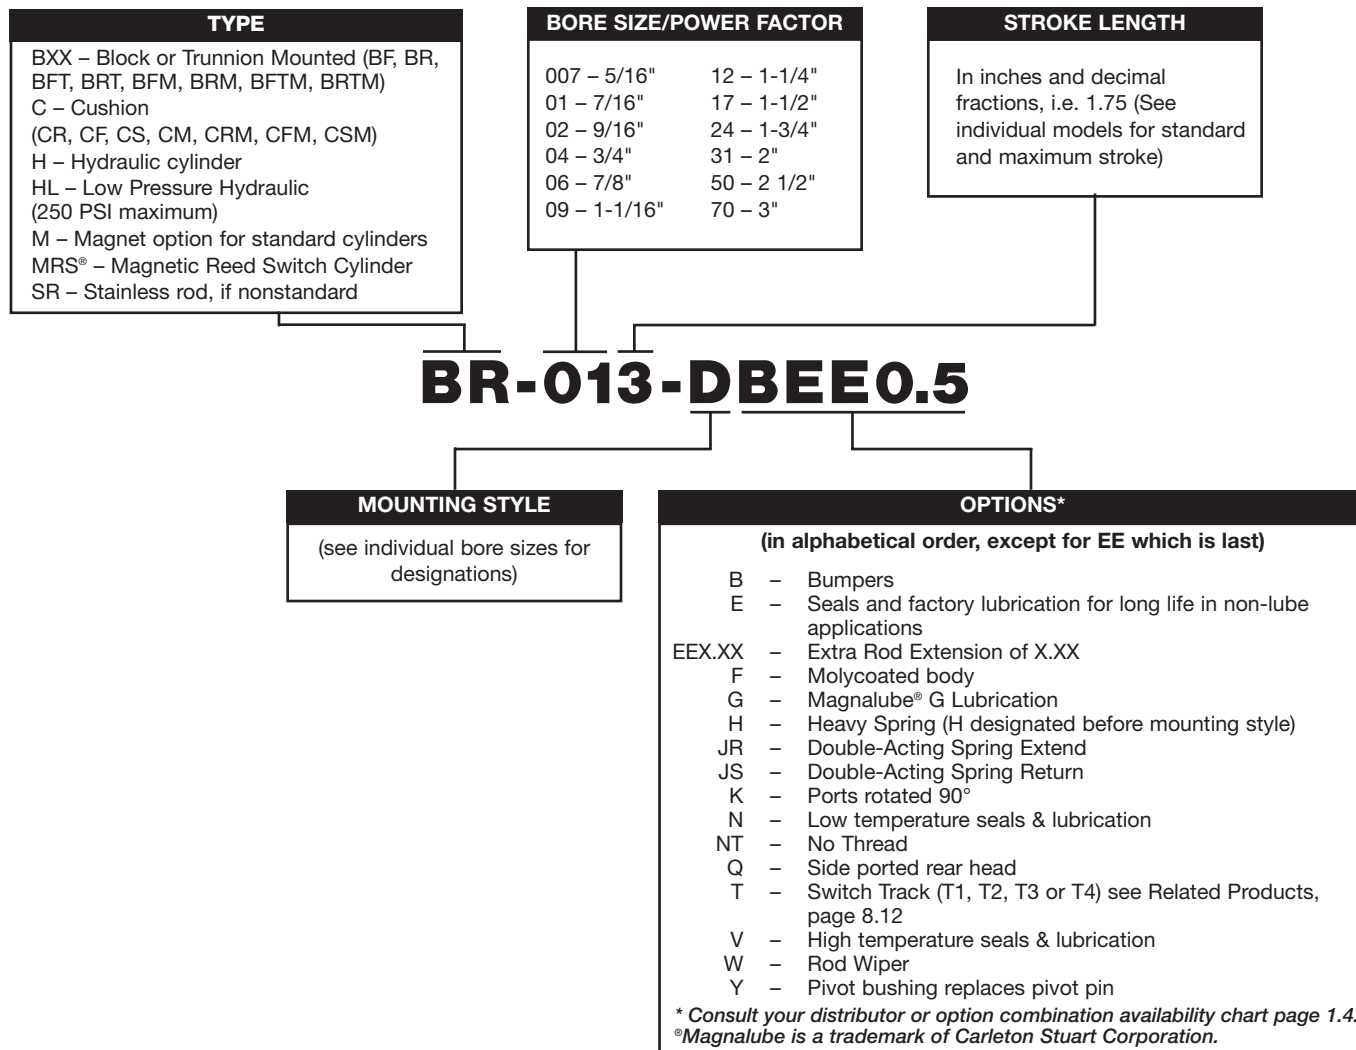 TYPE
BXX – Block or Trunnion Mounted (BF, BR,
BFT, BRT, BFM, BRM, BFTM, BRTM)
C – Cushion
(CR, CF, CS, CM, CRM, CFM, CSM)
H – Hydraulic cylinder
HL – Low Pressure Hydraulic
(250 PSI maximum)
M – Magnet option for standard cylinders
MRS® – Magnetic Reed Switch Cylinder
SR – Stainless rod, if nonstandard
BORE SIZE/POWER FACTOR
007 – 5/16" 12 – 1-1/4"
01 – 7/16" 17 – 1-1/2"
02 – 9/16" 24 – 1-3/4"
04 – 3/4" 31 – 2"
06 – 7/8" 50 – 2 1/2"
09 – 1-1/16" 70 – 3"
STROKE LENGTH
In inches and decimal
fractions, i.e. 1.75 (See
individual models for standard
and maximum stroke)
BR-013-DBEE0.5
MOUNTING STYLE
(see individual bore sizes for
designations)
OPTIONS*
(in alphabetical order, except for EE which is last)
B – Bumpers
E – Seals and factory lubrication for long life in non-lube
applications
EEX.XX – Extra Rod Extension of X.XX
F – Molycoated body
G – Magnalube® G Lubrication
H – Heavy Spring (H designated before mounting style)
JR – Double-Acting Spring Extend
JS – Double-Acting Spring Return
K – Ports rotated 90°
N – Low temperature seals & lubrication
NT – No Thread
Q – Side ported rear head
T – Switch Track (T1, T2, T3 or T4) see Related Products,
page 8.12
V – High temperature seals & lubrication
W – Rod Wiper
Y – Pivot bushing replaces pivot pin
* Consult your distributor or option combination availability chart page 1.4.
®Magnalube is a trademark of Carleton Stuart Corporation.